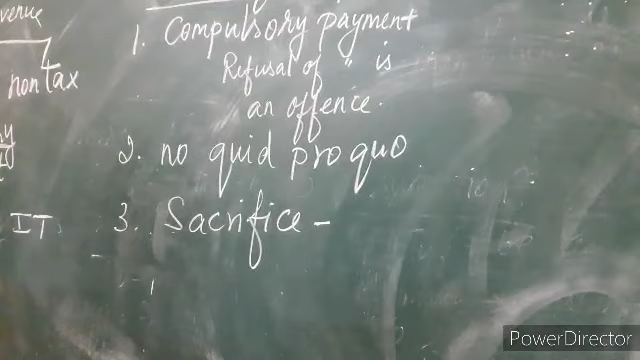 venue
non tax
IT
1. Compulsory payment
Refusal of " is
an offence.
2. no quid pro quo
3. Sacrifice -
PowerDirector